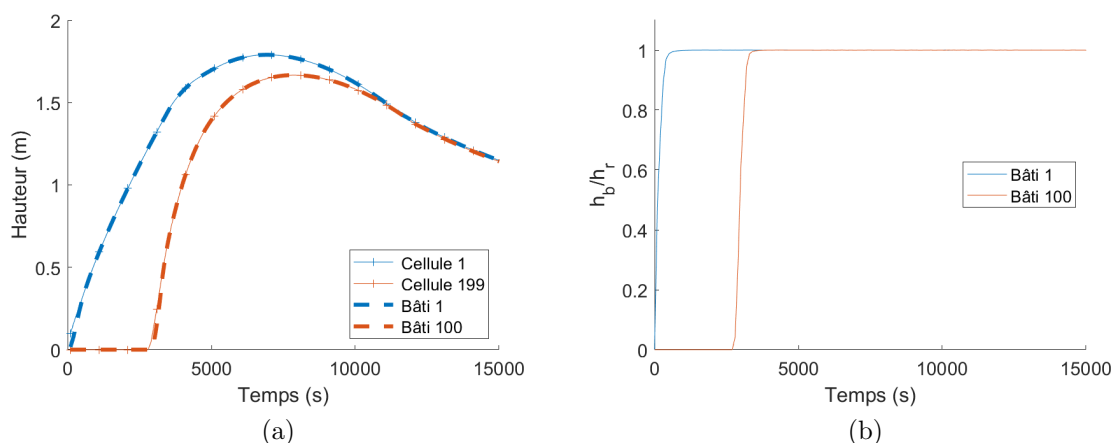 2
1.5
1
0.5
0
Hauteur (m)
0
5000
10000
15000
Temps (s)
Cellule 1
Cellule 199
Bâti 1
Bâti 100
(a)
1
0.8
0.6
0.4
0.2
0
h_b/h_r
0
5000
10000
15000
Temps (s)
Bâti 1
Bâti 100
(b)